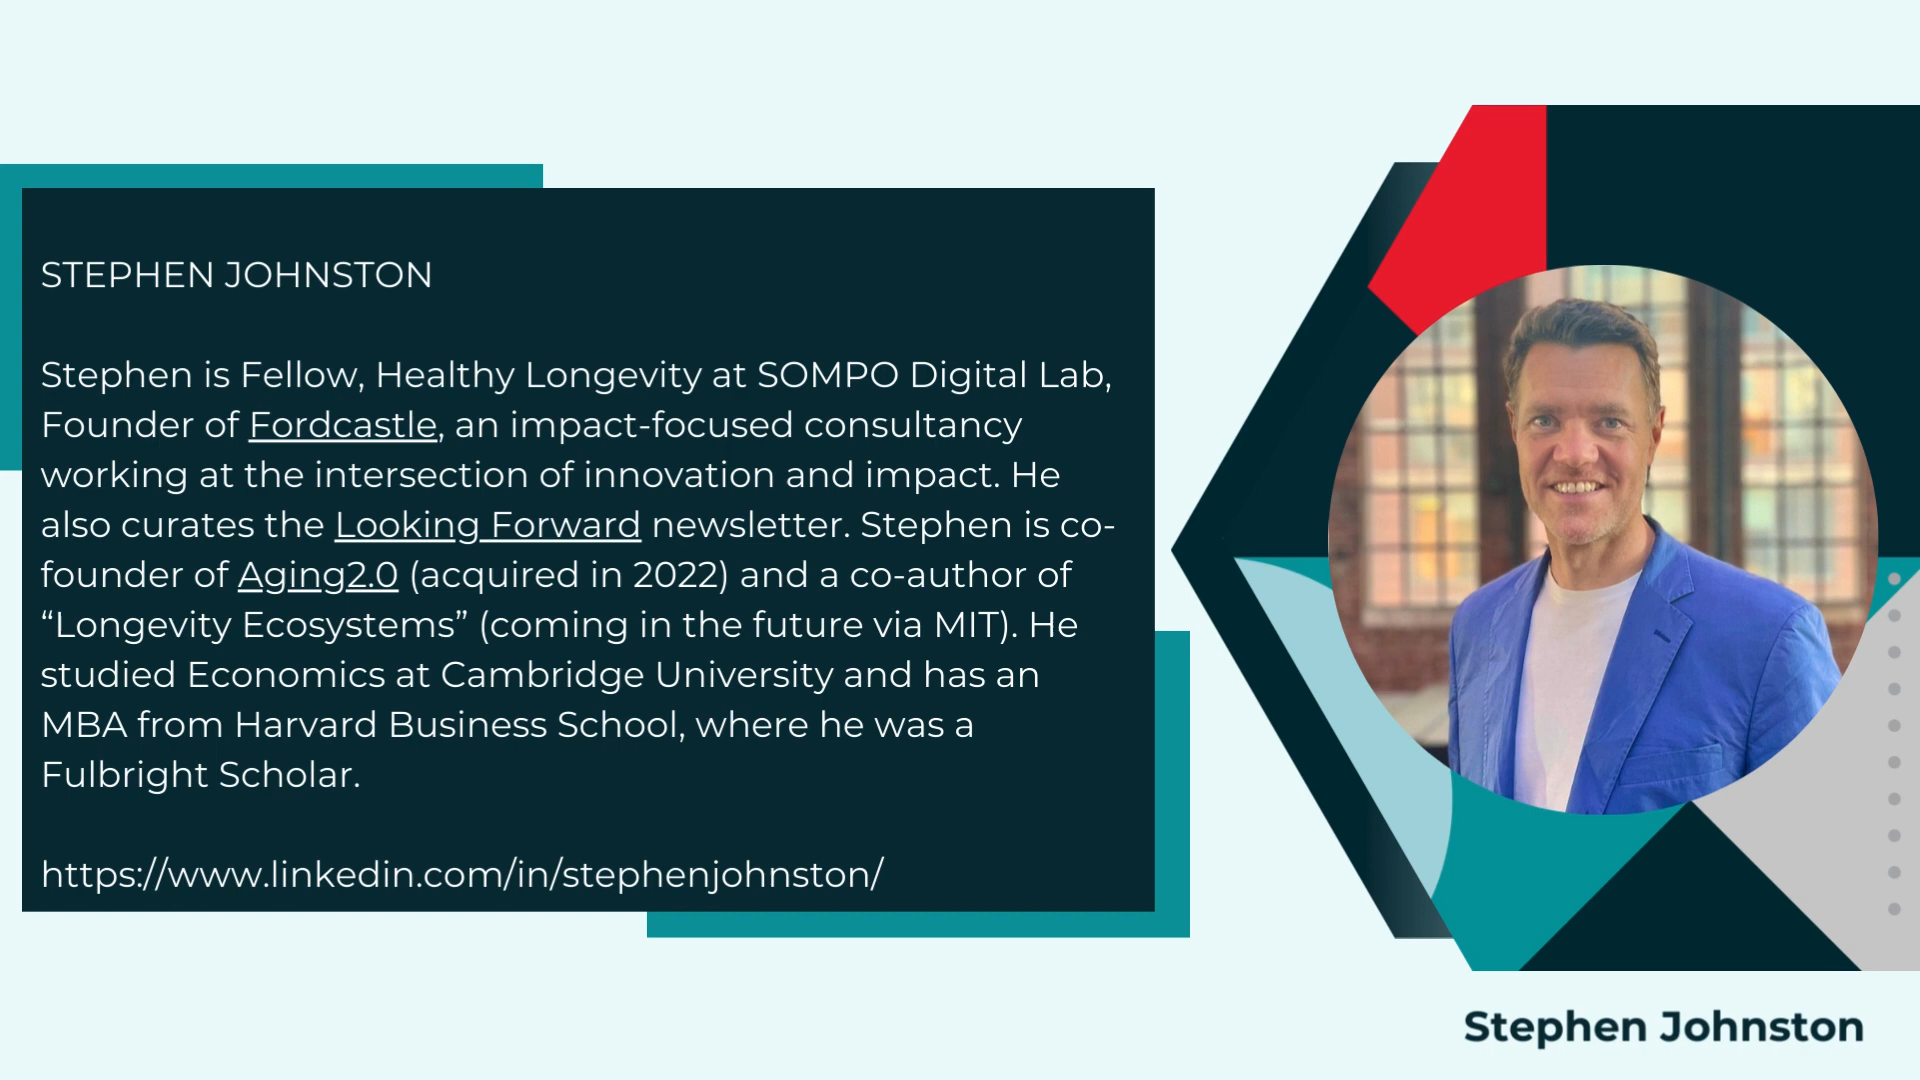 STEPHEN JOHNSTON
Stephen is Fellow, Healthy Longevity at SOMPO Digital Lab,
Founder of Fordcastle, an impact-focused consultancy
working at the intersection of innovation and impact. He
also curates the Looking Forward newsletter. Stephen is co-
founder of Aging2.0 (acquired in 2022) and a co-author of
“Longevity Ecosystems” (coming in the future via MIT). He
studied Economics at Cambridge University and has an
MBA from Harvard Business School, where he was a
Fulbright Scholar.
https://www.linkedin.com/in/stephenjohnston/
Stephen Johnston